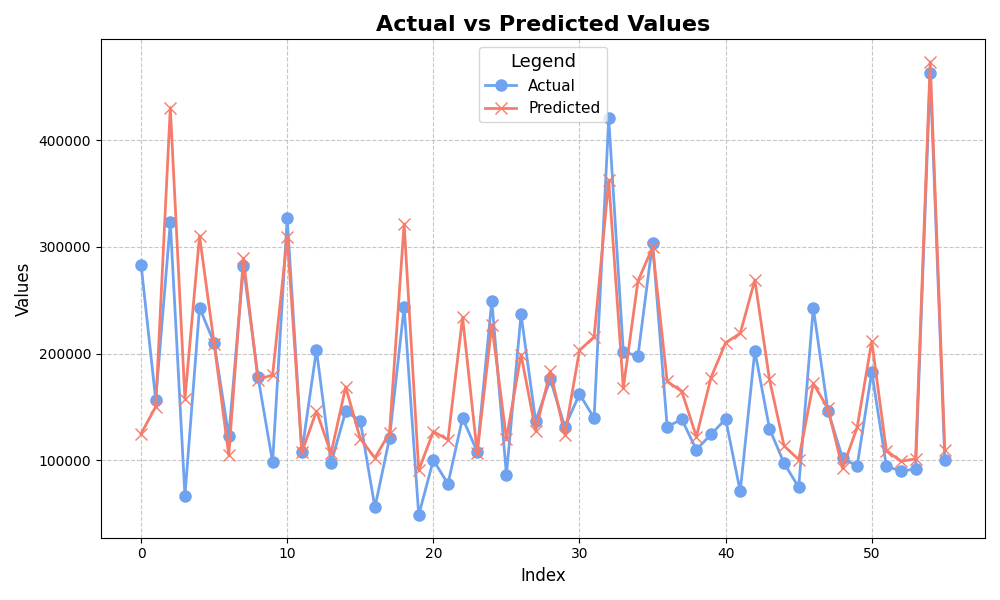 Actual vs Predicted Values
Legend
Actual
Predicted
Values
400000
300000
200000
100000
0 10 20 30 40 50
Index